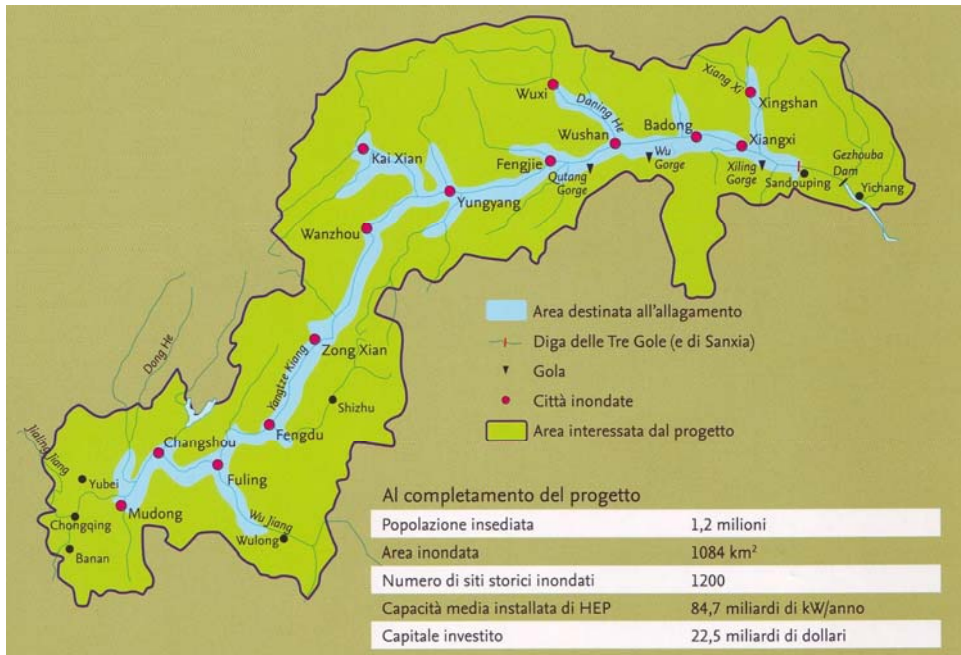 Xiang Xi
Wuxi
Daning He
Xingshan
Badong
Wushan
Xiangxi
Kai Xian
Fengjie
Wu
Gorge
Gezhouba
Dam
Qutang
Gorge
Xiling
Gorge
Sandouping
Yichang
Yungyang
Wanzhou
Area destinata all'allagamento
Diga delle Tre Gole (e di Sanxia)
Zong Xian
Dong He
Yangtze Kiang
Gola
Shizhu
Città inondate
Fengdu
Area interessata dal progetto
Changshou
Jialing Jiang
Fuling
Yubei
Mudong
Wu Jiang
Chongqing
Wulong
Banan
Al completamento del progetto
Popolazione insediata 1,2 milioni
Area inondata 1084 km²
Numero di siti storici inondati 1200
Capacità media installata di HEP 84,7 miliardi di kW/anno
Capitale investito 22,5 miliardi di dollari